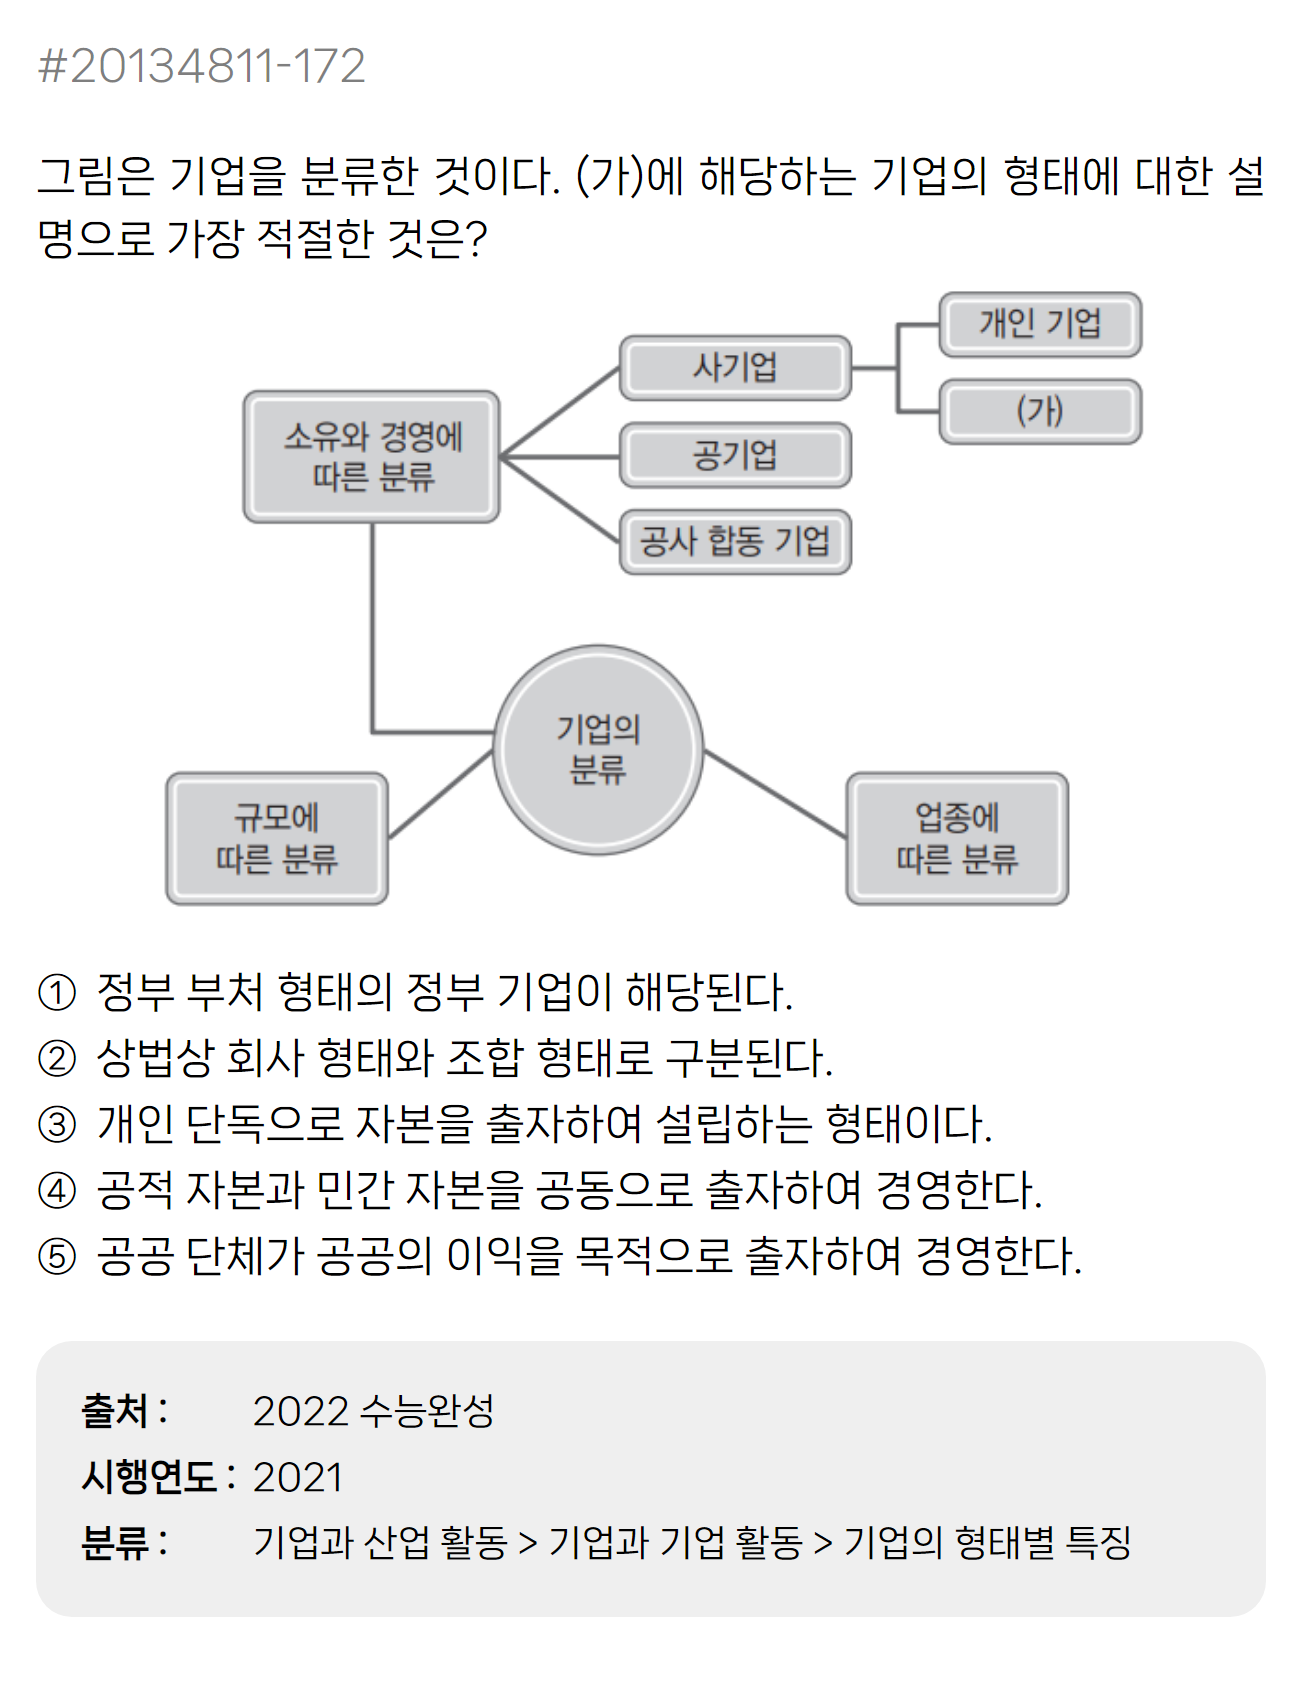 #20134811-172
그림은 기업을 분류한 것이다. (가)에 해당하는 기업의 형태에 대한 설
명으로 가장 적절한 것은?
개인 기업
사기업
(가)
소유와 경영에
따른 분류
공기업
공사 합동 기업
기업의
분류
규모에
따른 분류
업종에
따른 분류
① 정부 부처 형태의 정부 기업이 해당된다.
② 상법상 회사 형태와 조합 형태로 구분된다.
③ 개인 단독으로 자본을 출자하여 설립하는 형태이다.
④ 공적 자본과 민간 자본을 공동으로 출자하여 경영한다.
⑤ 공공 단체가 공공의 이익을 목적으로 출자하여 경영한다.
출처 : 2022 수능완성
시행연도 : 2021
분류 : 기업과 산업 활동 > 기업과 기업 활동 > 기업의 형태별 특징